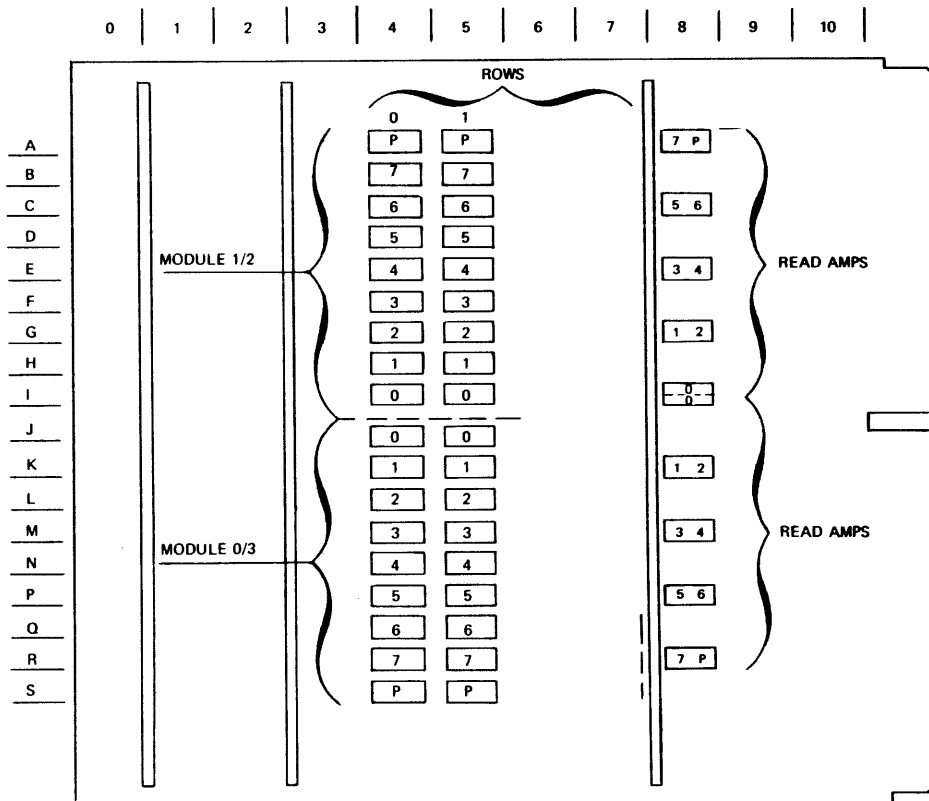 0 1 2 3 4 5 6 7 8 9 10
ROWS
0 1
A P P 7 P
B 7 7
C 6 6 5 6
D 5 5
MODULE 1/2
E 4 4 3 4 READ AMPS
F 3 3
G 2 2 1 2
H 1 1
I 0 0 0
0
J 0 0
K 1 1 1 2
L 2 2
M 3 3 3 4 READ AMPS
MODULE 0/3
N 4 4
P 5 5 5 6
Q 6 6
R 7 7 7 P
S P P